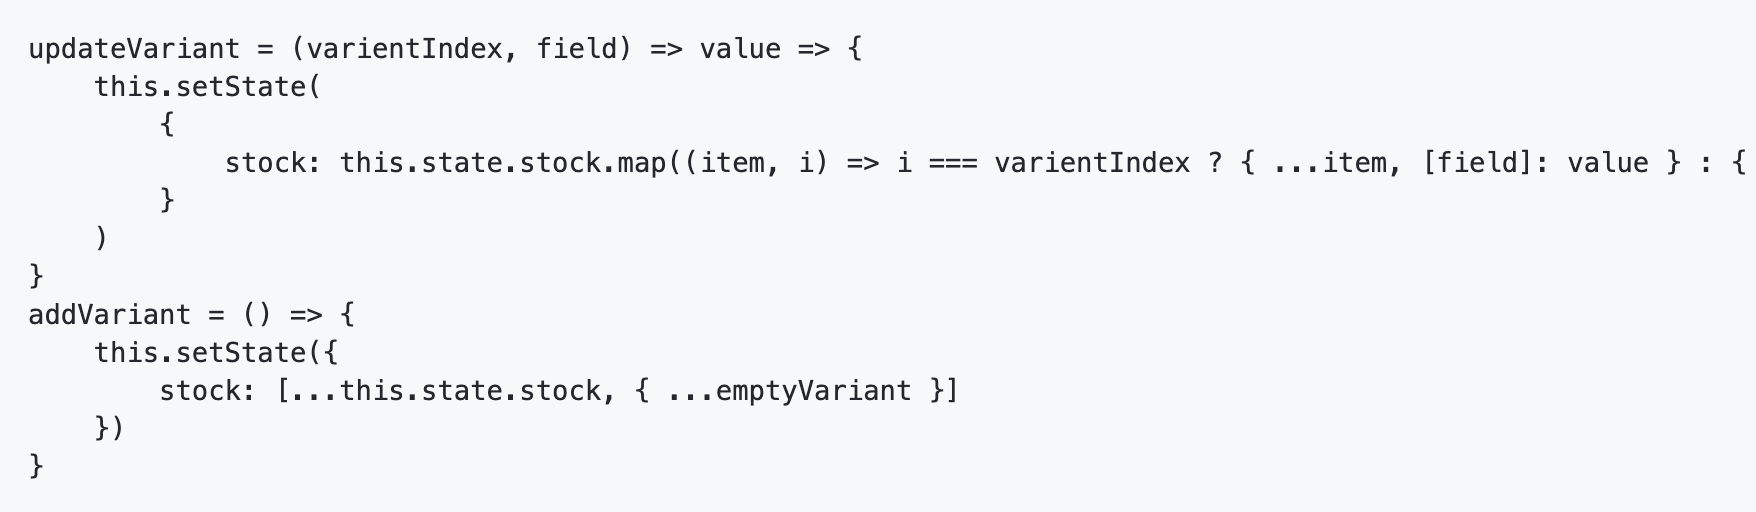 updateVariant = (varientIndex, field) => value => {
    this.setState(
        {
            stock: this.state.stock.map((item, i) => i === varientIndex ? { ...item, [field]: value } : {
        }
    )
}
addVariant = () => {
    this.setState({
        stock: [...this.state.stock, { ...emptyVariant }]
    })
}